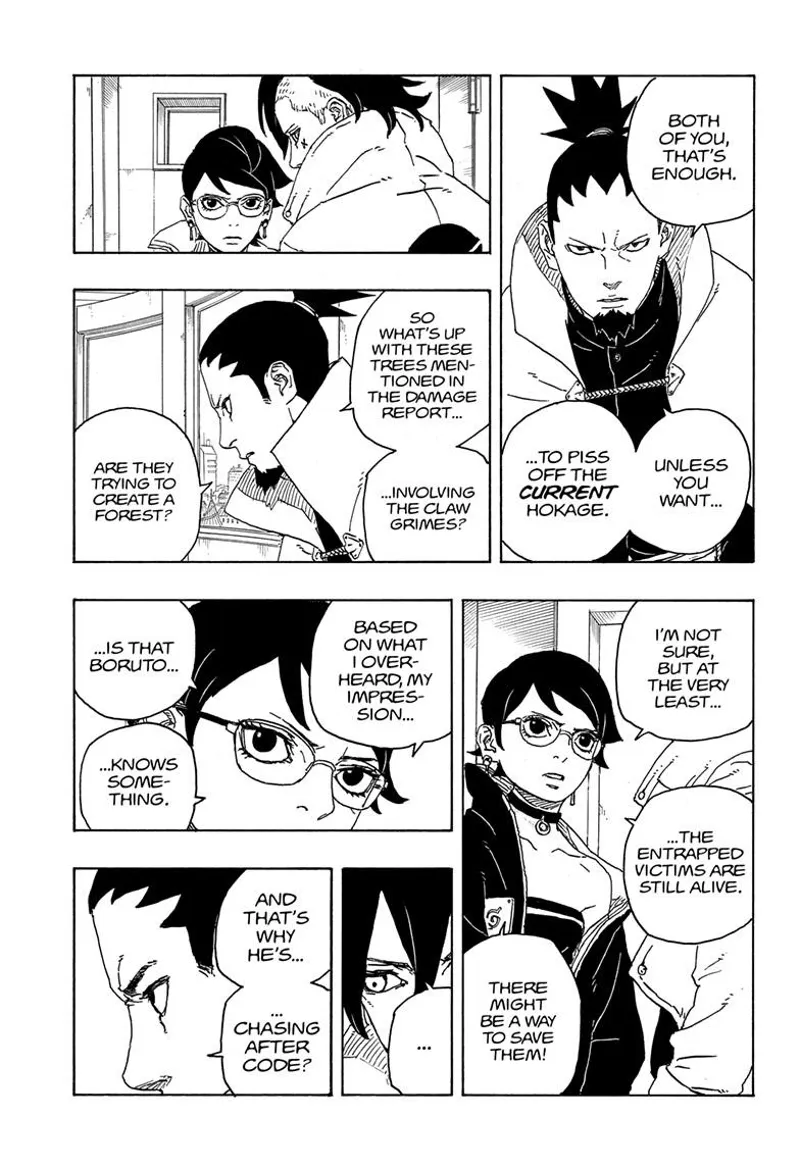 BOTH
OF YOU,
THAT'S
ENOUGH.
UNLESS
YOU
WANT...
...TO PISS
OFF THE
CURRENT
HOKAGE.
SO
WHAT'S UP
WITH THESE
TREES MEN-
TIONED IN
THE DAMAGE
REPORT...
...INVOLVING
THE CLAW
GRIMES?
ARE THEY
TRYING TO
CREATE A
FOREST?
I'M NOT
SURE,
BUT AT
THE VERY
LEAST...
...THE
ENTRAPPED
VICTIMS ARE
STILL ALIVE.
THERE
MIGHT
BE A WAY
TO SAVE
THEM!
BASED
ON WHAT
I OVER-
HEARD, MY
IMPRES-
SION...
...IS THAT
BORUTO...
...KNOWS
SOME-
THING.
...
AND
THAT'S
WHY
HE'S...
...
CHASING
AFTER
CODE?